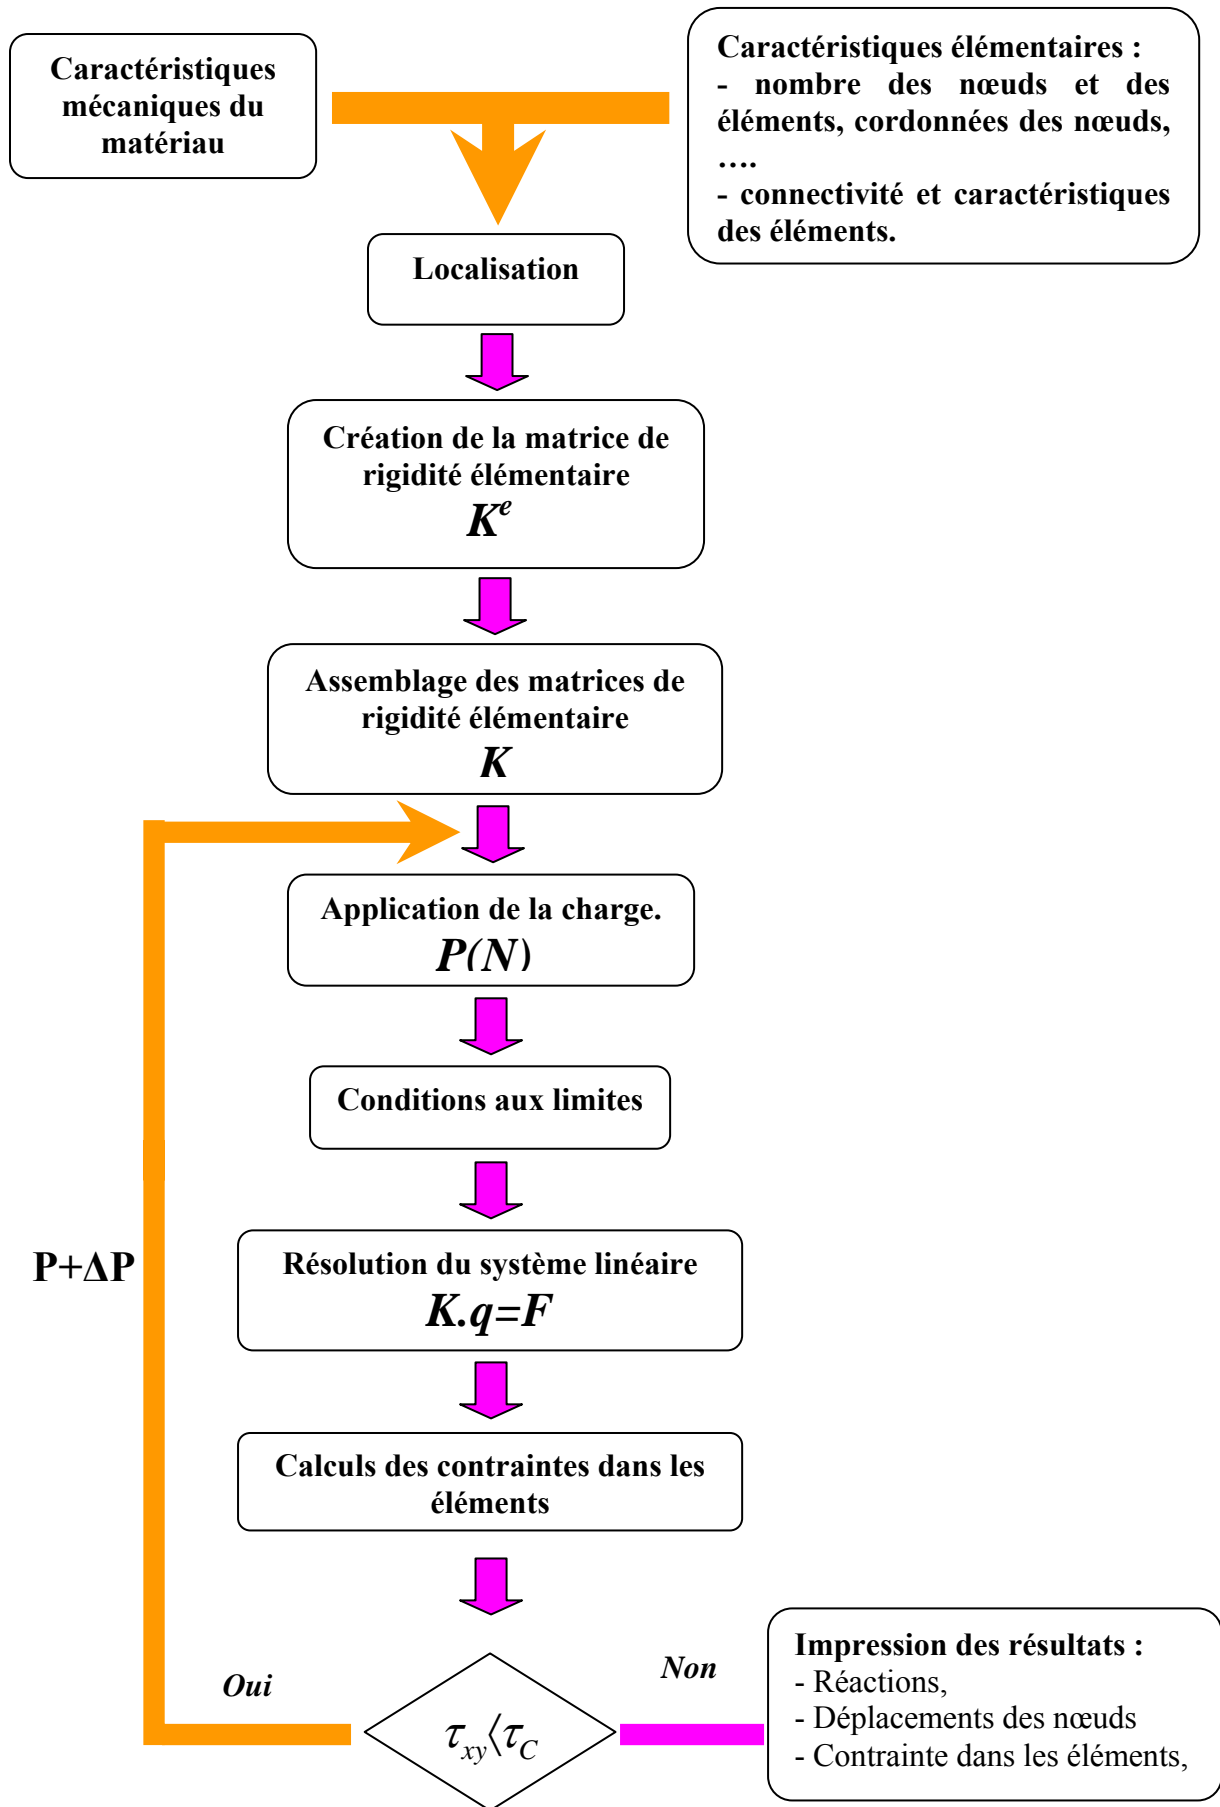 Caractéristiques
mécaniques du
matériau
Caractéristiques élémentaires :
- nombre des nœuds et des
éléments, cordonnées des nœuds,
….
- connectivité et caractéristiques
des éléments.
Localisation
Création de la matrice de
rigidité élémentaire
K^e
Assemblage des matrices de
rigidité élémentaire
K
Application de la charge.
P(N)
Conditions aux limites
P+ΔP
Résolution du système linéaire
K.q=F
Calculs des contraintes dans les
éléments
Oui
τ_xy⟨τ_C
Non
Impression des résultats :
- Réactions,
- Déplacements des nœuds
- Contrainte dans les éléments,